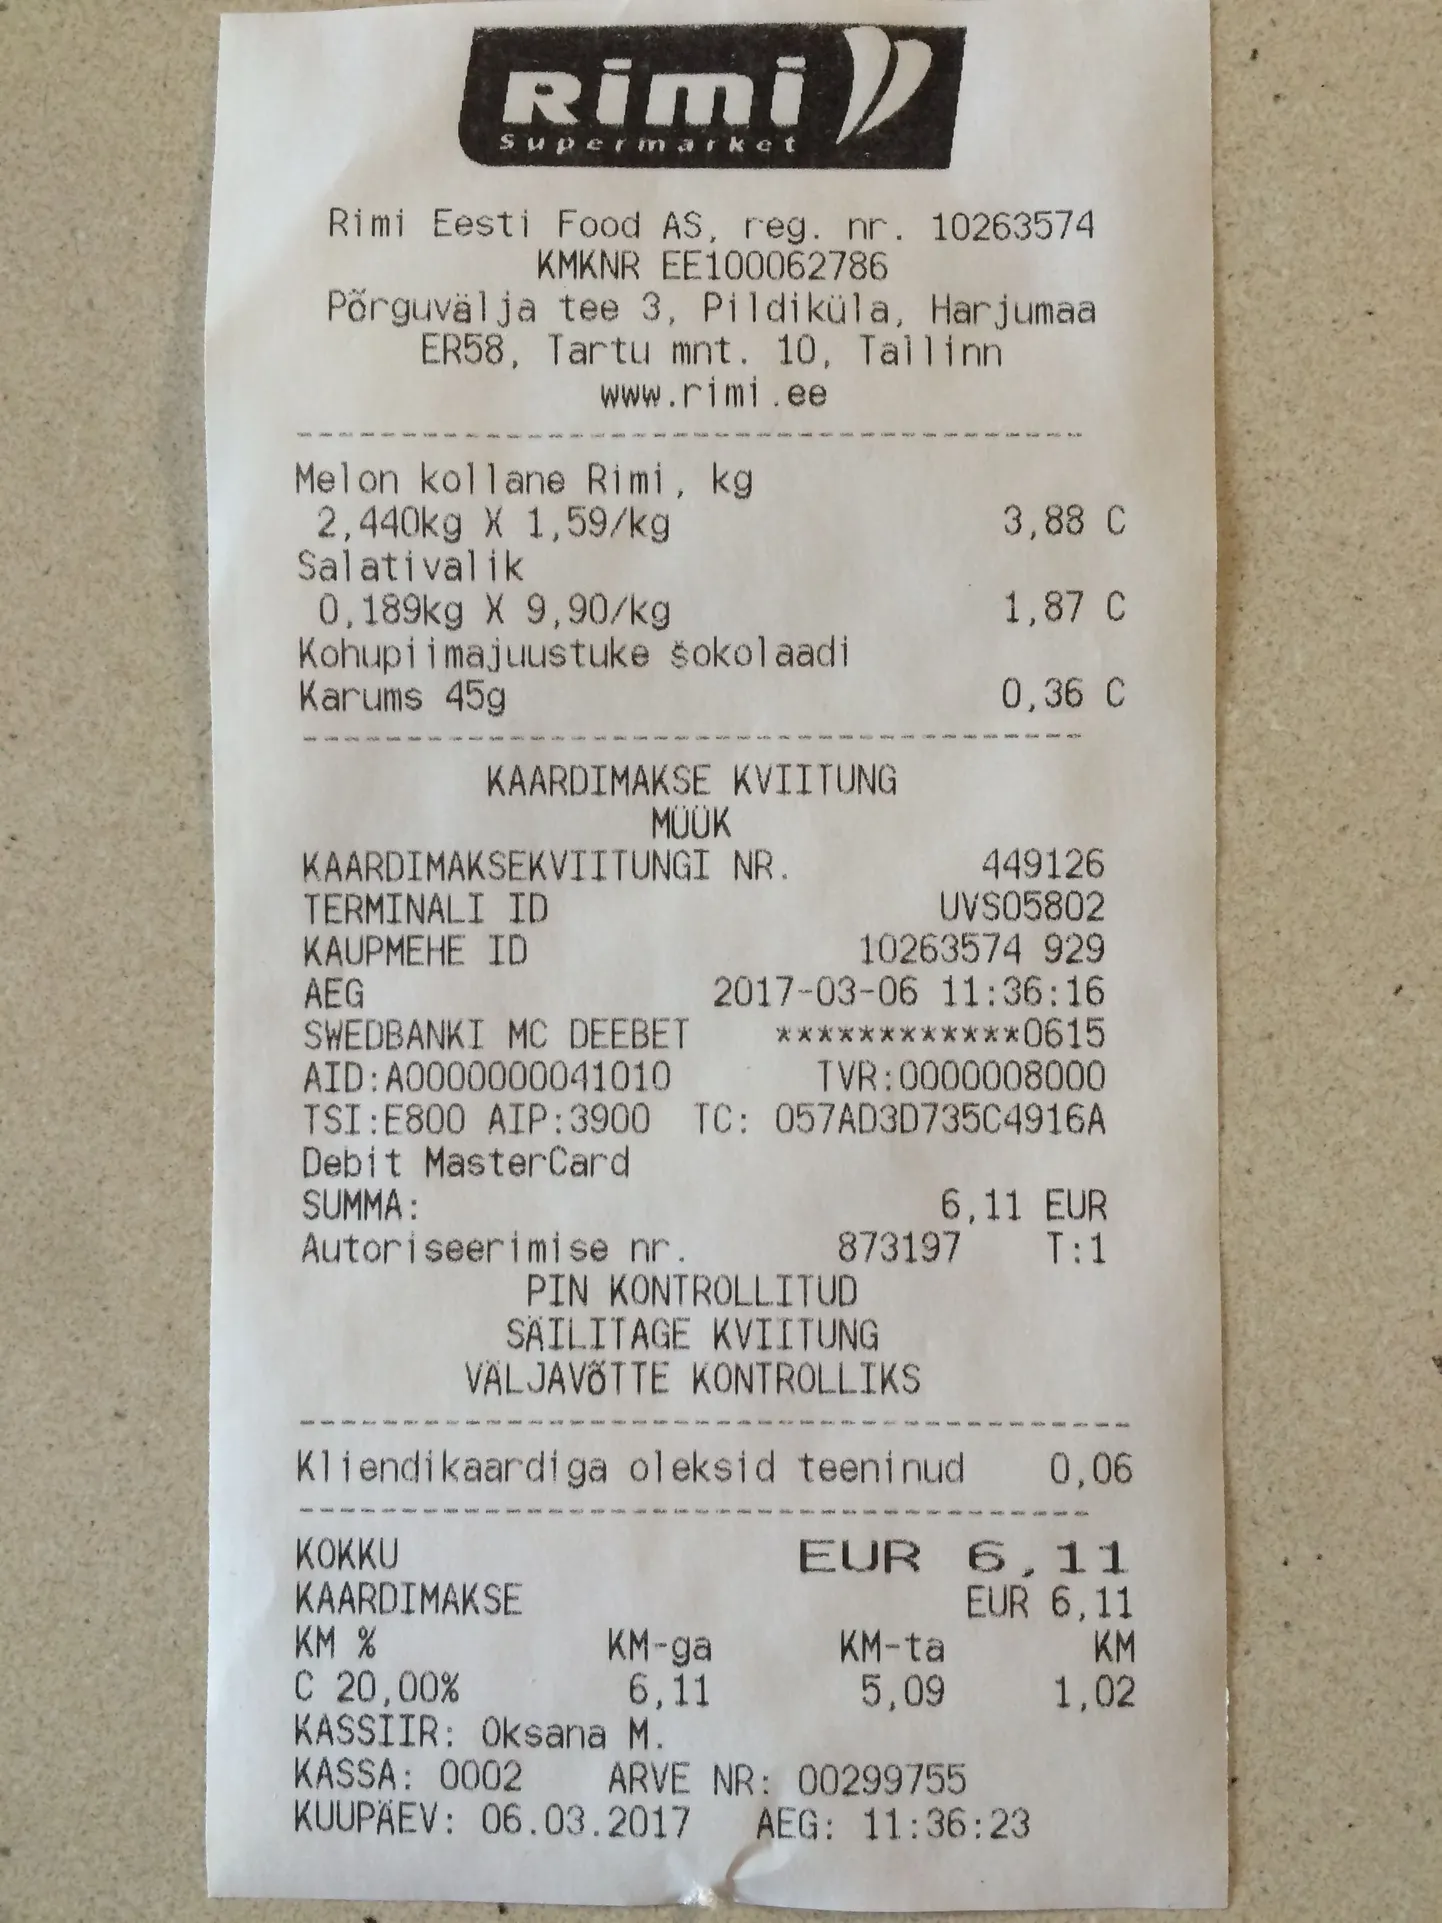 Rimi
Supermarket
Rimi Eesti Food AS, reg. nr. 10263574
KMKNR EE100062786
Põrguvälja tee 3, Pildiküla, Harjumaa
ER58, Tartu mnt. 10, Tallinn
www.rimi.ee
Melon kollane Rimi, kg
2,440kg X 1,59/kg 3,88 C
Salativalik
0,189kg X 9,90/kg 1,87 C
Kohupiimajuustuke šokolaadi
Karums 45g 0,36 C
KAARDIMAKSE KVIITUNG
MÜÜK
KAARDIMAKSEKVIITUNGI NR. 449126
TERMINALI ID UVS05802
KAUPMEHE ID 10263574 929
AEG 2017-03-06 11:36:16
SWEDBANKI MC DEEBET ************0615
AID:A0000000041010 TVR:0000008000
TSI:E800 AIP:3900 TC: 057AD3D735C4916A
Debit MasterCard
SUMMA: 6,11 EUR
Autoriseerimise nr. 873197 T:1
PIN KONTROLLITUD
SÄILITAGE KVIITUNG
VÄLJAVÕTTE KONTROLLIKS
Kliendikaardiga oleksid teeninud 0,06
KOKKU EUR 6,11
KAARDIMAKSE EUR 6,11
KM % KM-ga KM-ta KM
C 20,00% 6,11 5,09 1,02
KASSIIR: Oksana M.
KASSA: 0002 ARVE NR: 00299755
KUUPÄEV: 06.03.2017 AEG: 11:36:23